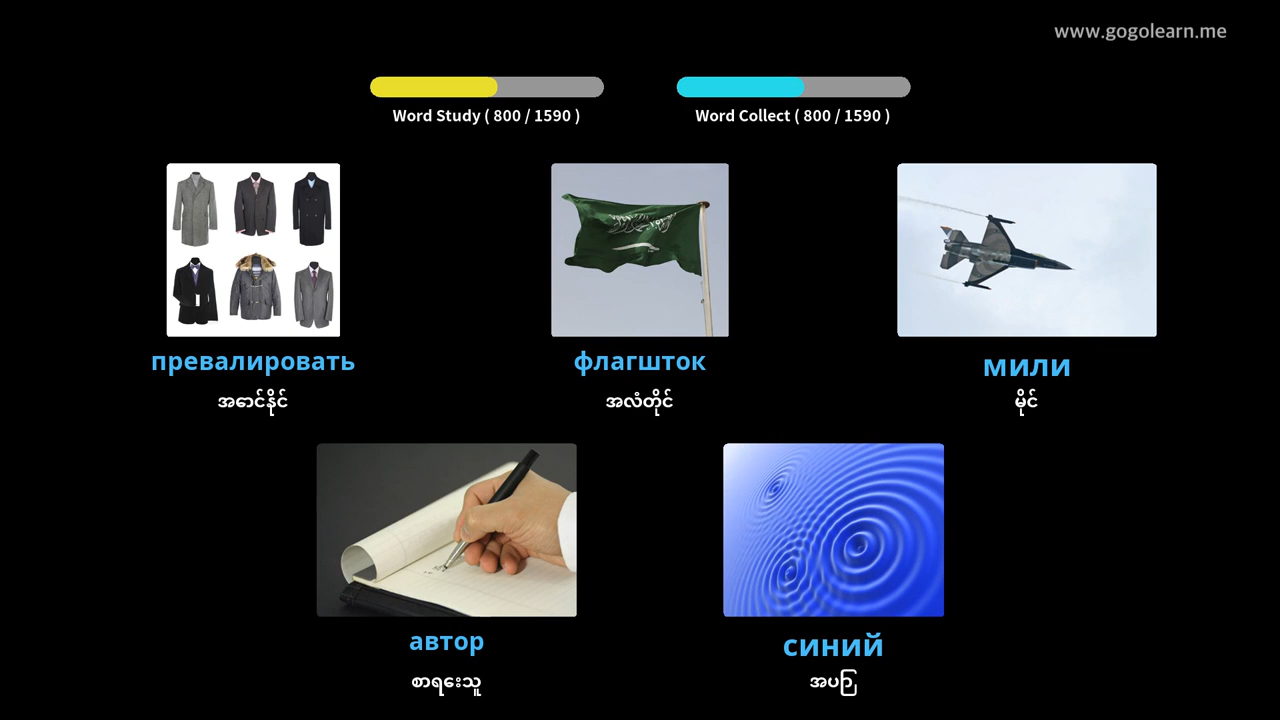 www.gogolearn.me
Word Study ( 800 / 1590 )
Word Collect ( 800 / 1590 )
превалировать
флагшток
мили
အောင်နိုင်
အလံတိုင်
မိုင်
автор
синий
စာရေးသူ
အပြာ